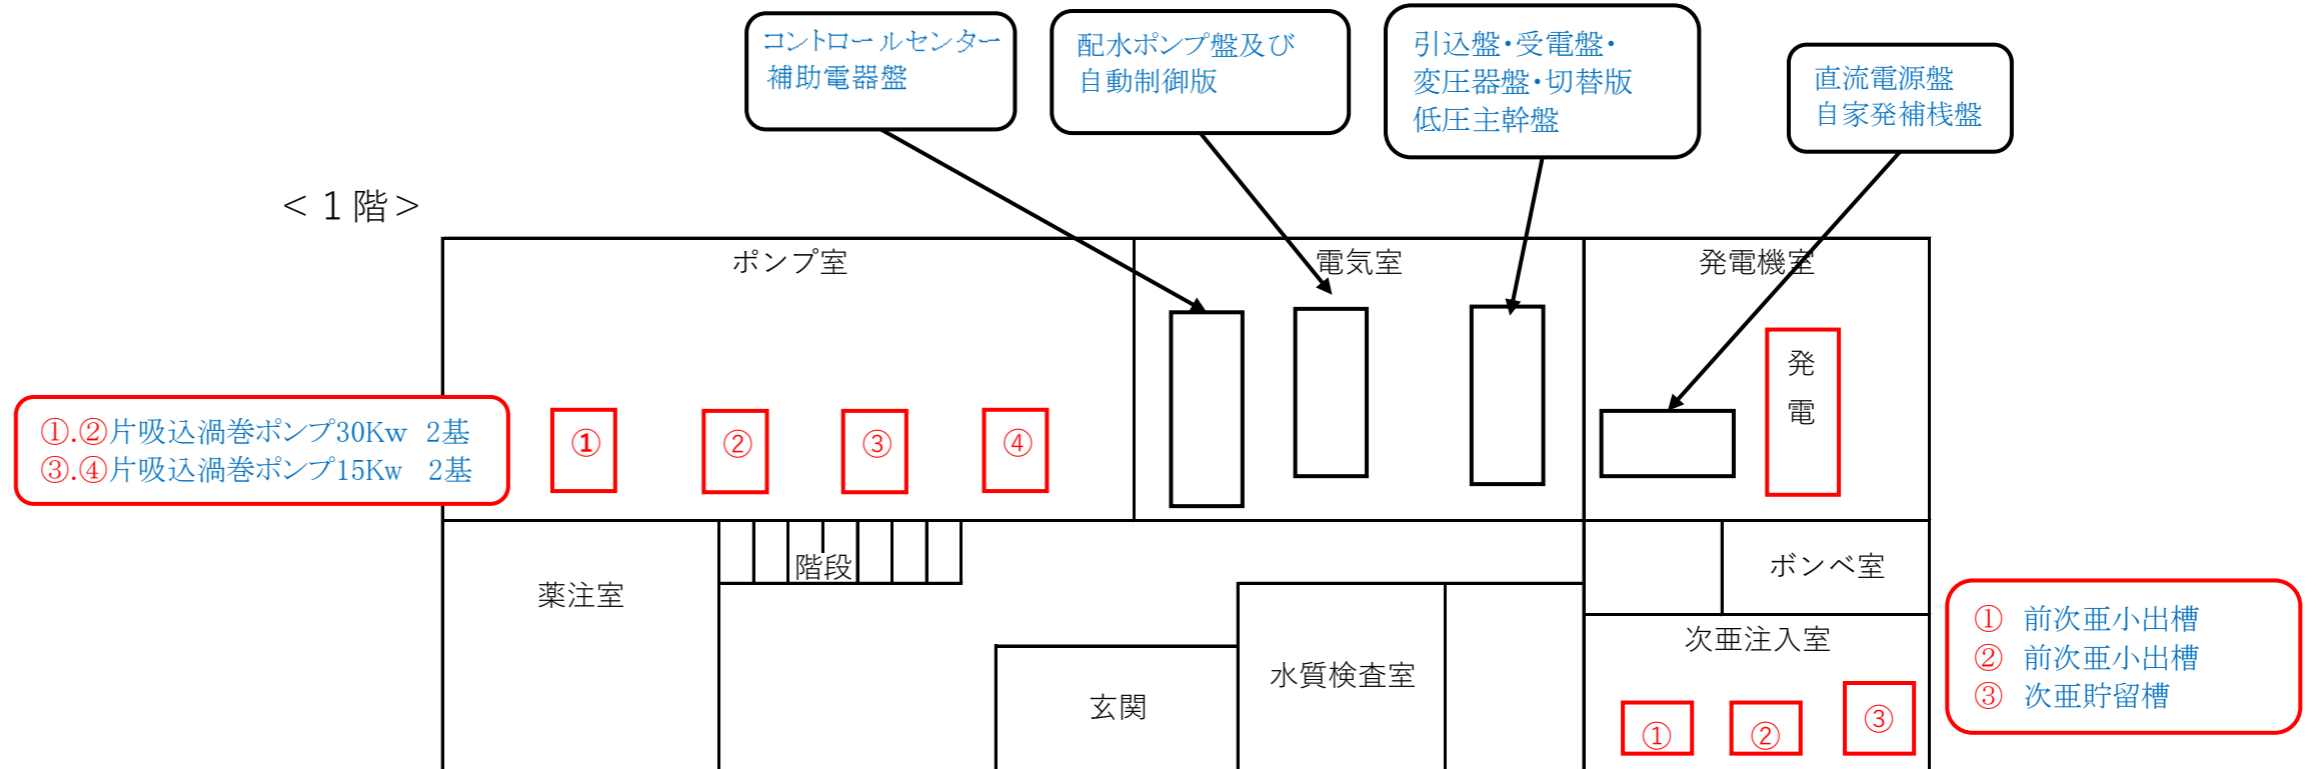 コントロールセンター
補助電器盤
配水ポンプ盤及び
自動制御版
引込盤・受電盤・
変圧器盤・切替版
低圧主幹盤
直流電源盤
自家発補桟盤
＜１階＞
ポンプ室
電気室
発電機室
発
電
①.②片吸込渦巻ポンプ30Kw 2基
③.④片吸込渦巻ポンプ15Kw 2基
①
②
③
④
階段
薬注室
ボンベ室
次亜注入室
水質検査室
玄関
① 前次亜小出槽
② 前次亜小出槽
③ 次亜貯留槽
①
②
③